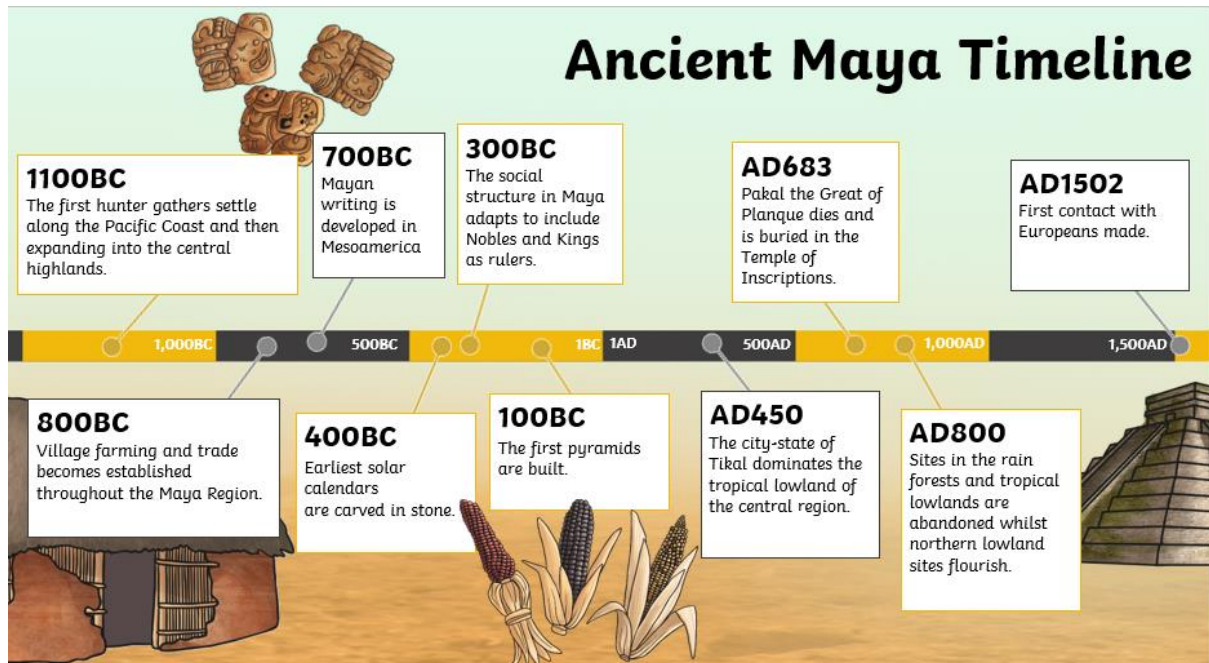 Ancient Maya Timeline
1100BC
The first hunter gathers settle
along the Pacific Coast and then
expanding into the central
highlands.
700BC
Mayan
writing is
developed in
Mesoamerica
300BC
The social
structure in Maya
adapts to include
Nobles and Kings
as rulers.
AD683
Pakal the Great of
Planque dies and
is buried in the
Temple of
Inscriptions.
AD1502
First contact with
Europeans made.
1,000BC
500BC
1BC
1AD
500AD
1,000AD
1,500AD
800BC
Village farming and trade
becomes established
throughout the Maya Region.
400BC
Earliest solar
calendars
are carved in stone.
100BC
The first pyramids
are built.
AD450
The city-state of
Tikal dominates the
tropical lowland of
the central region.
AD800
Sites in the rain
forests and tropical
lowlands are
abandoned whilst
northern lowland
sites flourish.